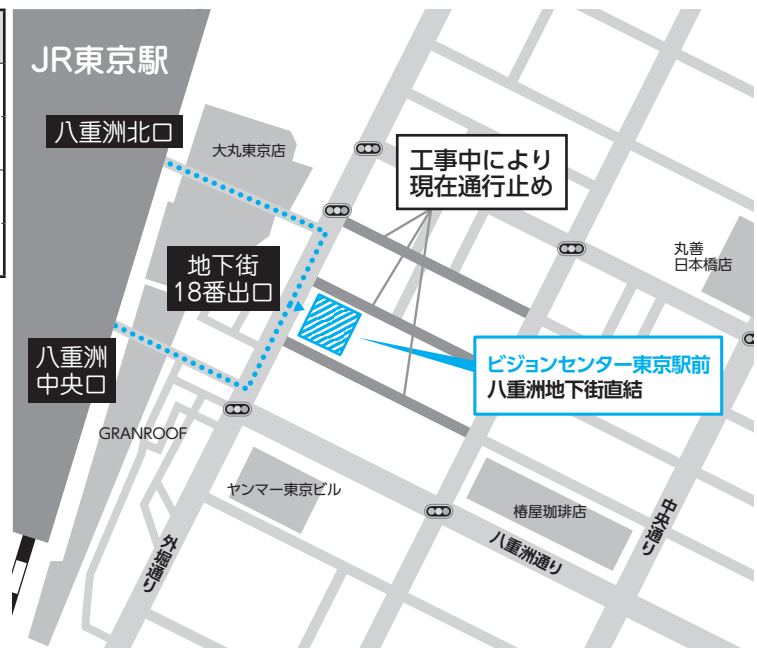 JR東京駅
八重洲北口
大丸東京店
工事中により
現在通行止め
丸善
日本橋店
地下街
18番出口
八重洲
中央口
ビジョンセンター東京駅前
八重洲地下街直結
GRANROOF
ヤンマー東京ビル
椿屋珈琲店
中央通り
八重洲通り
外堀通り